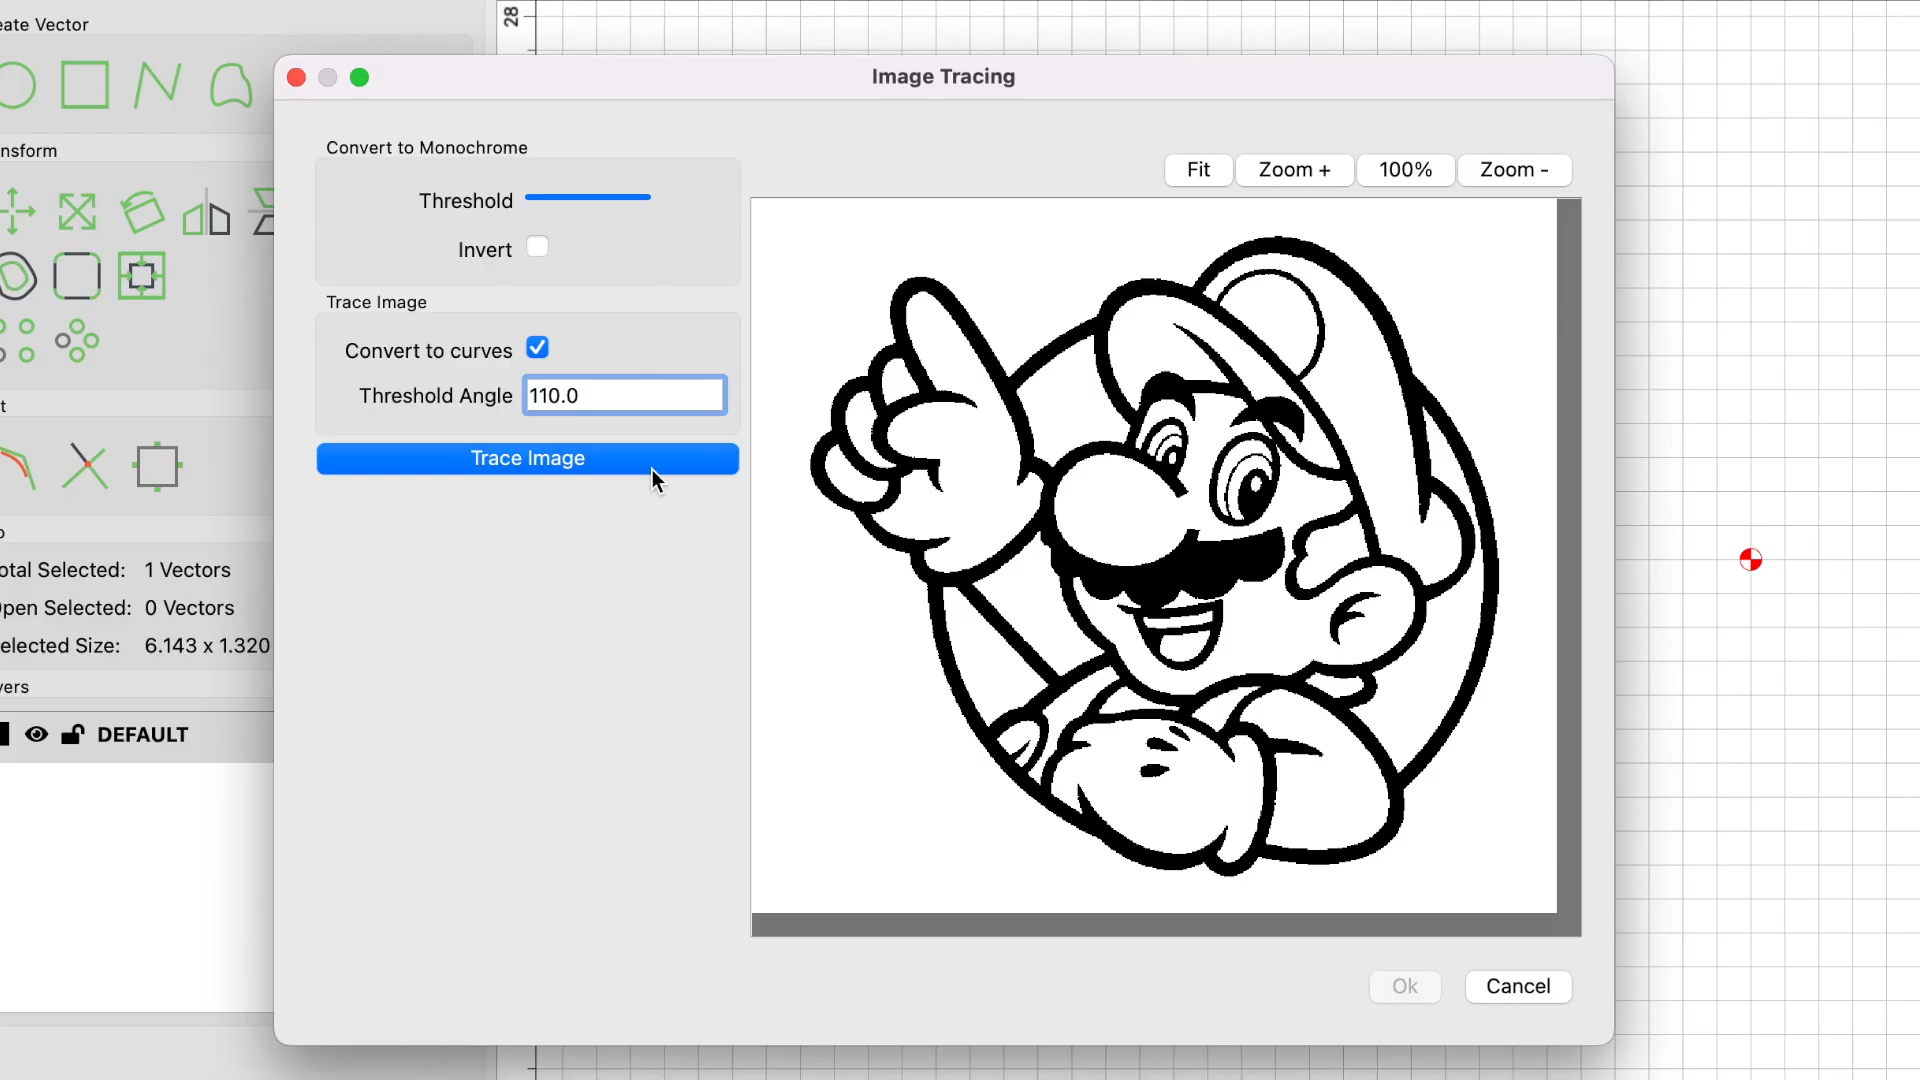 eate Vector
28
Image Tracing
nsform
Convert to Monochrome
Threshold
Invert
Fit
Zoom +
100%
Zoom -
Trace Image
Convert to curves
Threshold Angle 110.0
Trace Image
t
o
otal Selected: 1 Vectors
pen Selected: 0 Vectors
elected Size: 6.143 x 1.320
yers
DEFAULT
Ok
Cancel